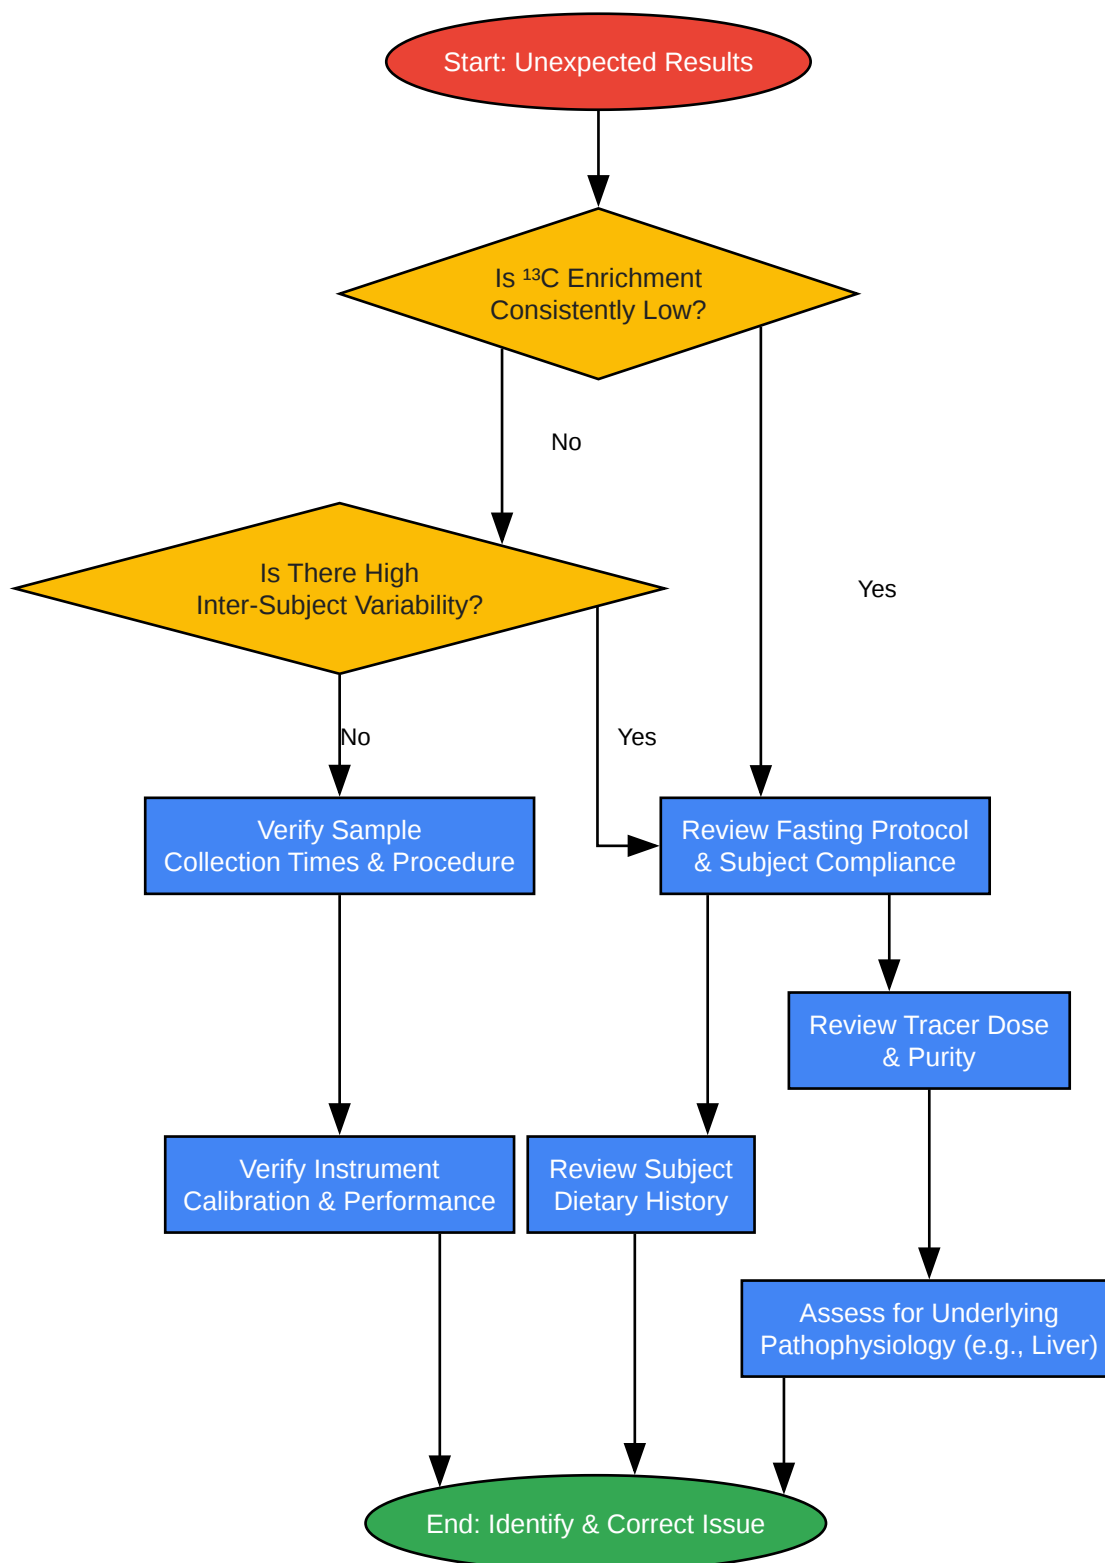 Start: Unexpected Results
Is ¹³C Enrichment
Consistently Low?
No
Is There High
Inter-Subject Variability?
Yes
No
Yes
Verify Sample
Collection Times & Procedure
Review Fasting Protocol
& Subject Compliance
Review Tracer Dose
& Purity
Verify Instrument
Calibration & Performance
Review Subject
Dietary History
Assess for Underlying
Pathophysiology (e.g., Liver)
End: Identify & Correct Issue